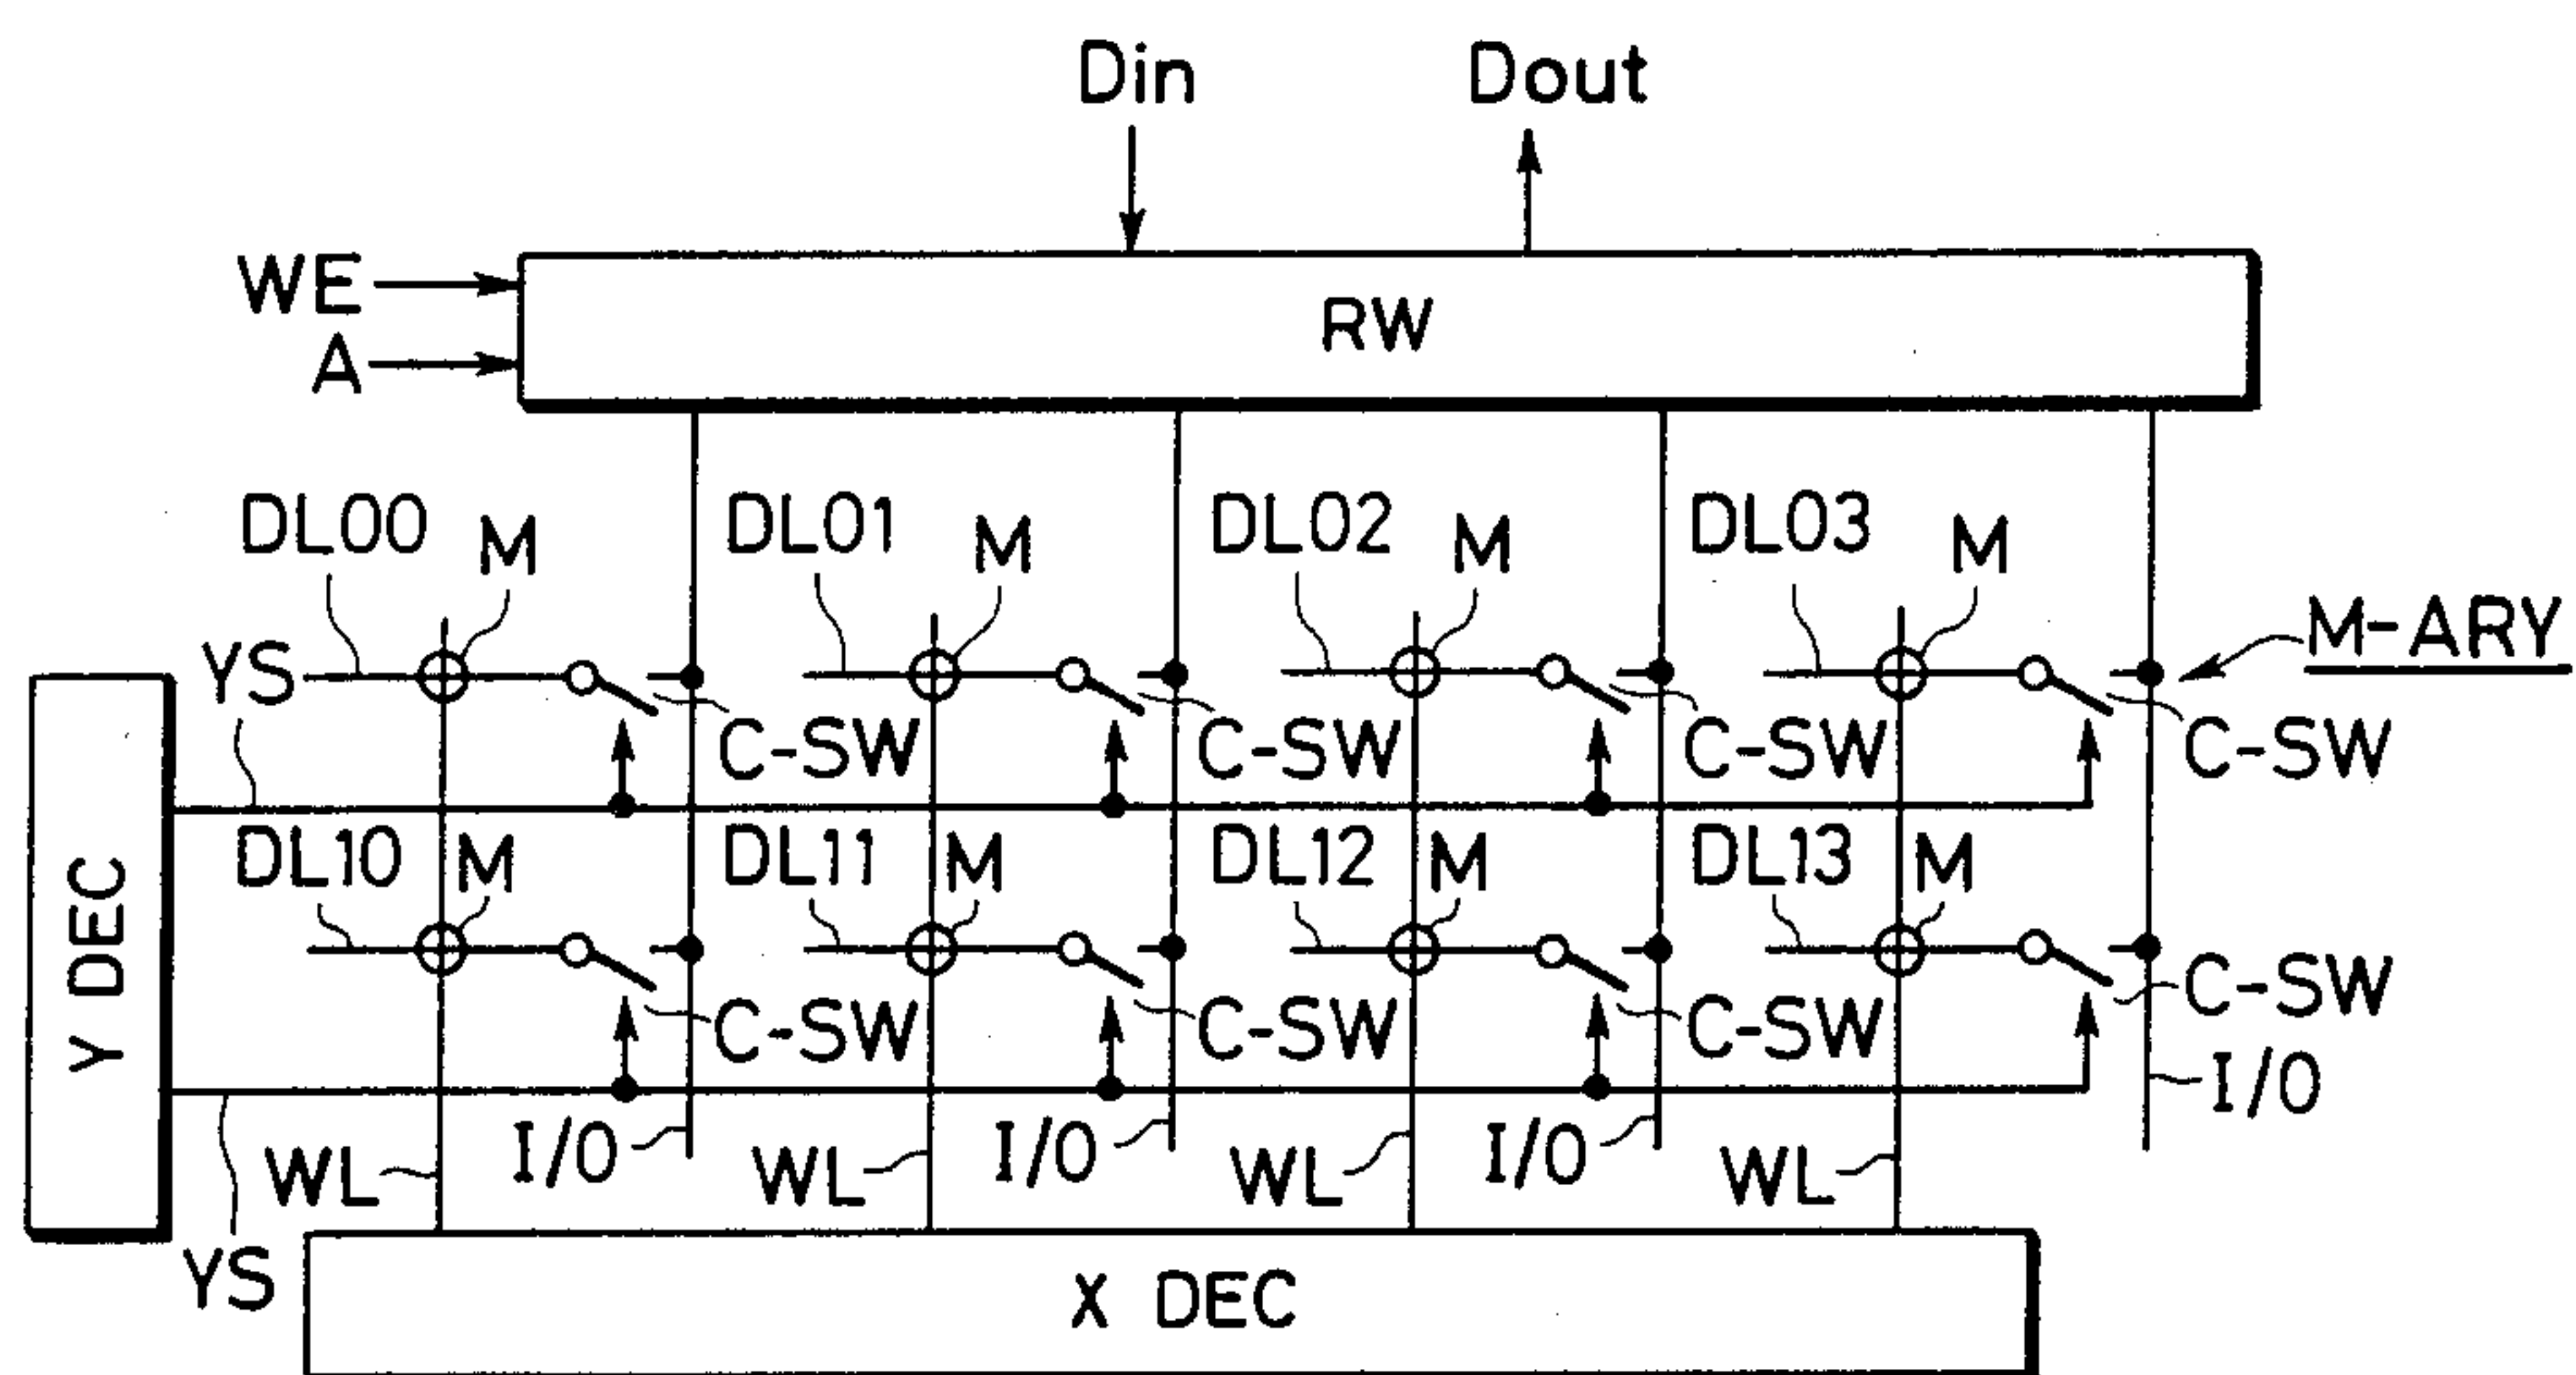 Din Dout
WE
A
RW
DL00 M DL01 M DL02 M DL03 M
M-ARY
YS
C-SW C-SW C-SW C-SW
Y DEC
DL10 M DL11 M DL12 M DL13 M
C-SW C-SW C-SW C-SW
I/O I/O I/O I/O
WL WL WL WL
YS
X DEC